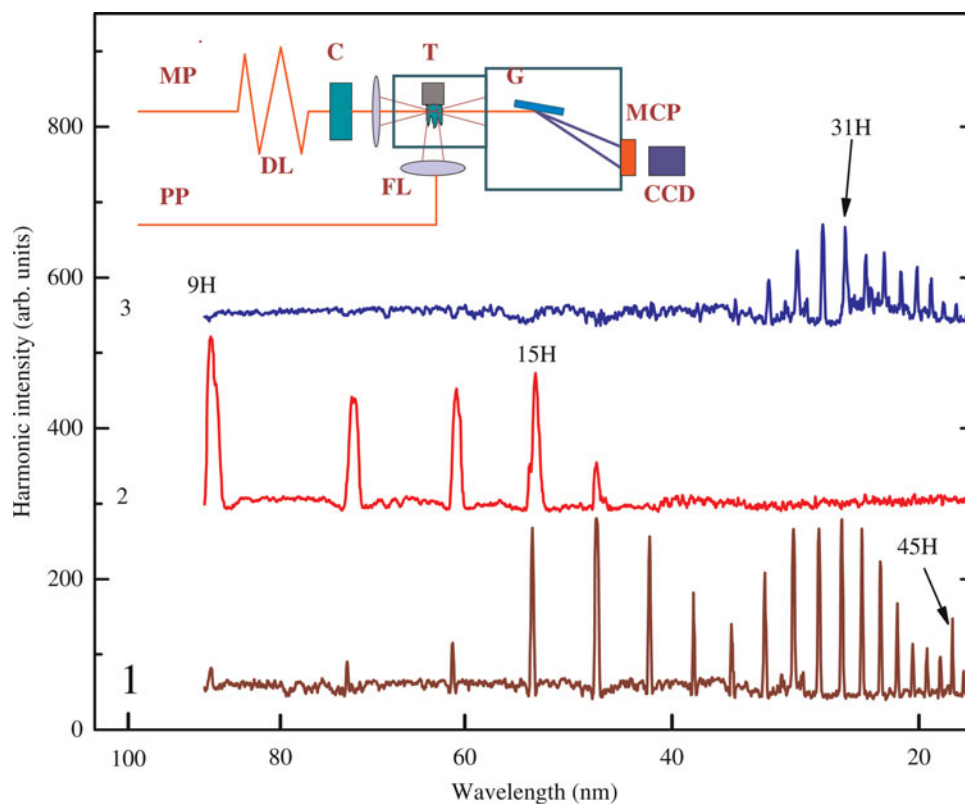 MP
C
T
G
MCP
DL
PP
FL
CCD
31H
9H
15H
45H
3
2
1
800
600
400
200
0
100
80
60
40
20
Harmonic intensity (arb. units)
Wavelength (nm)